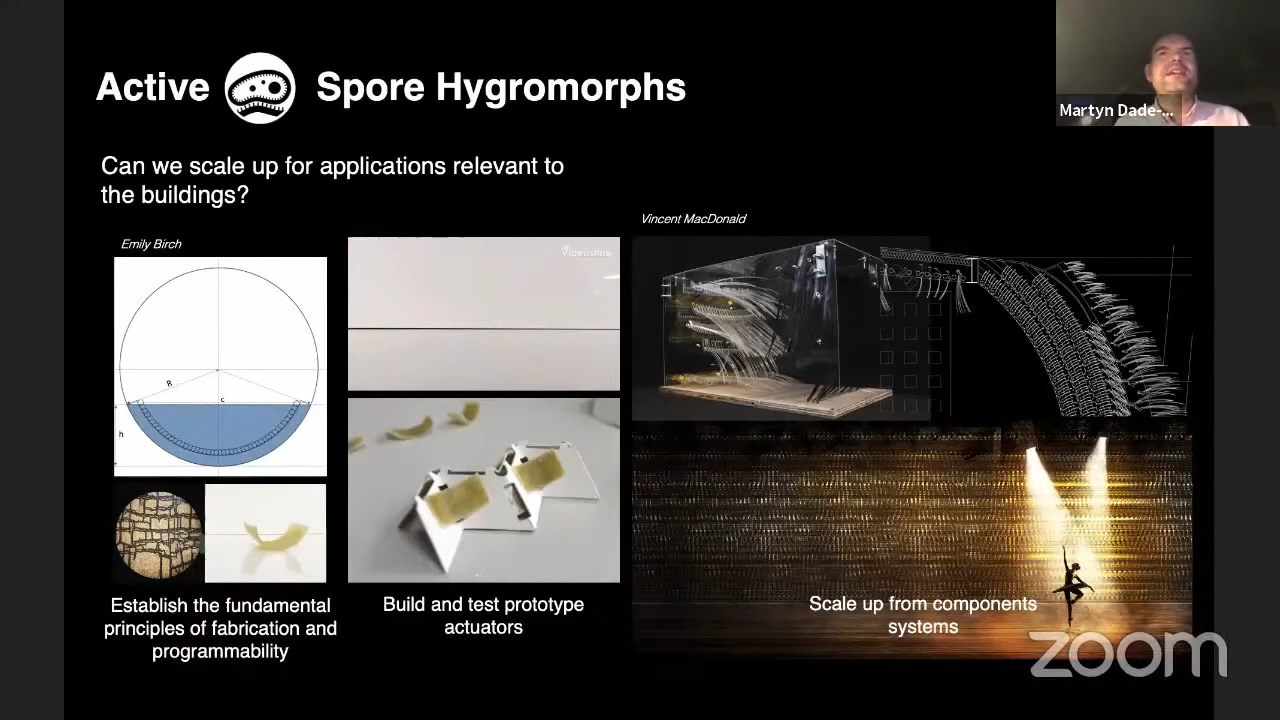 Active Spore Hygromorphs
Martyn Dade-...
Can we scale up for applications relevant to
the buildings?
Vincent MacDonald
Emily Birch
Videoshop
R
c
h
Establish the fundamental
principles of fabrication and
programmability
Build and test prototype
actuators
Scale up from components
systems
zoom